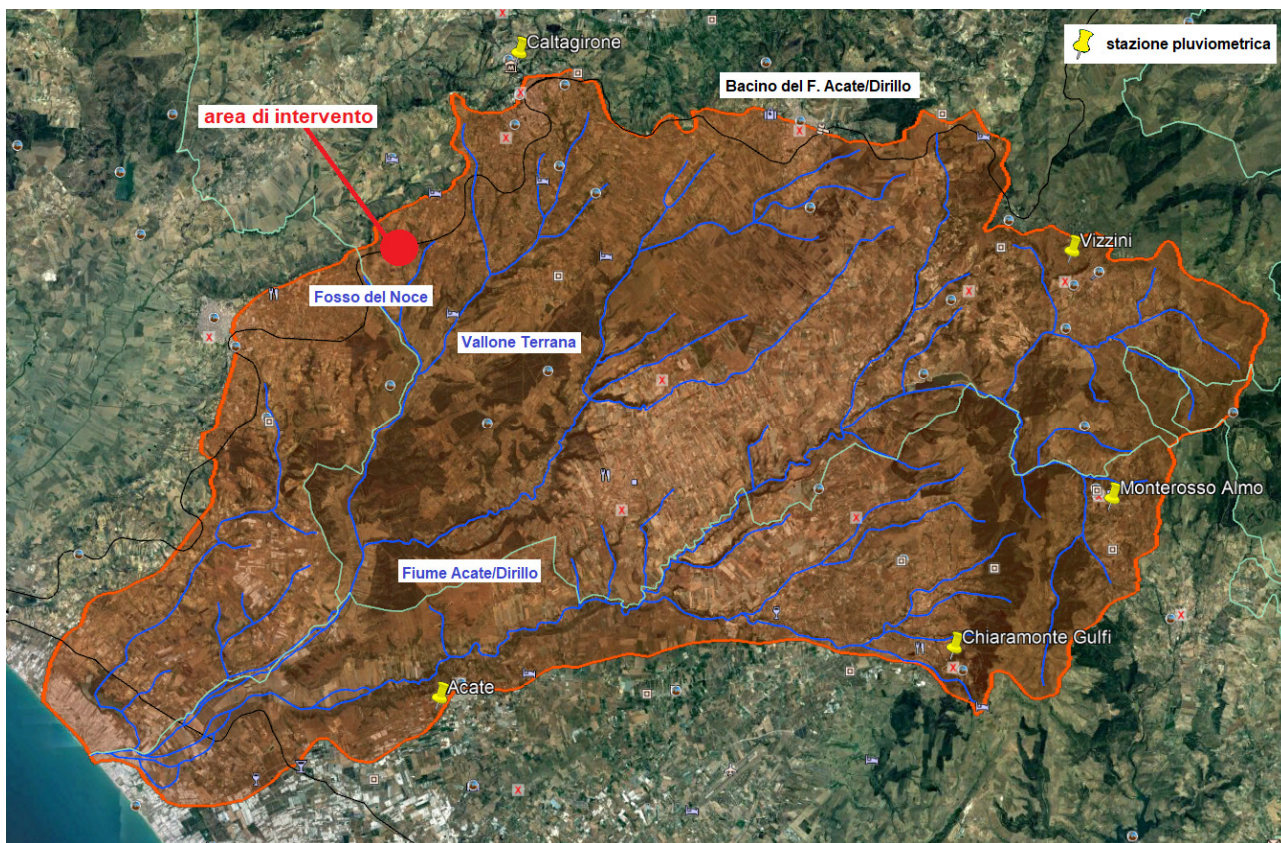 Caltagirone
stazione pluviometrica
Bacino del F. Acate/Dirillo
area di intervento
Vizzini
Fosso del Noce
Vallone Terrana
Monterosso Almo
Fiume Acate/Dirillo
Chiaramonte Gulfi
Acate